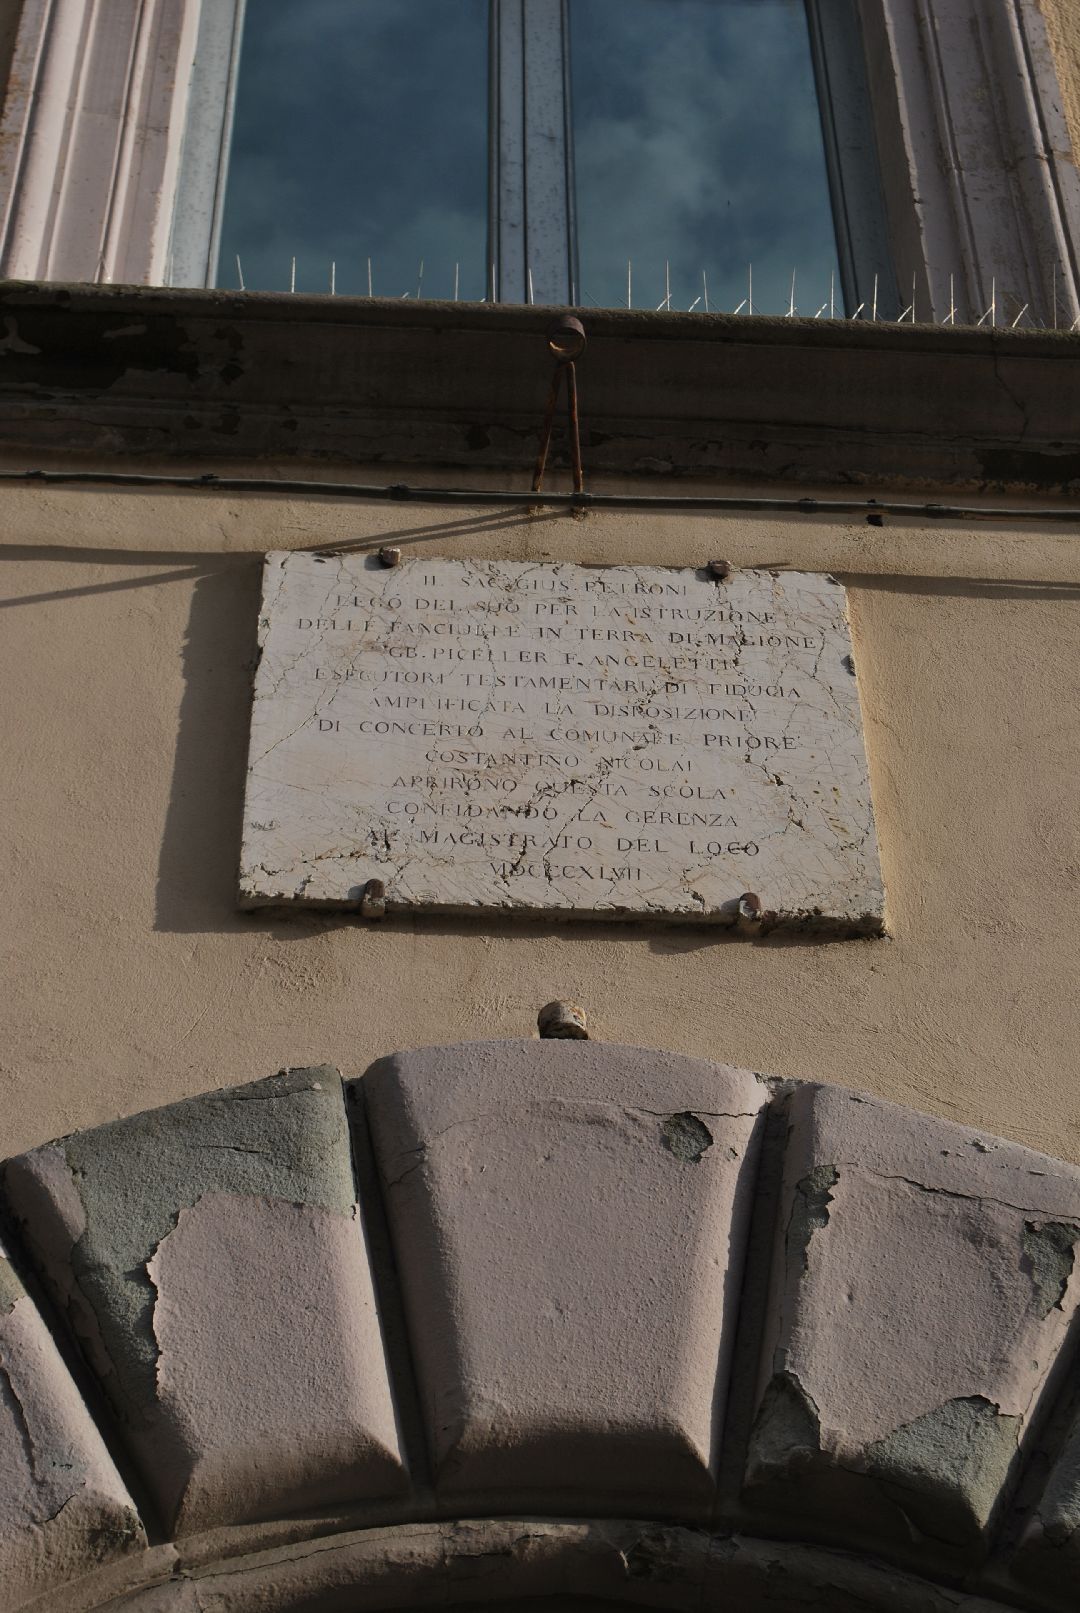 IL SAC. GIUS. PETRONI
LEGÓ DEL SUO PER LA ISTRUZIONE
DELLE FANCIULLE IN TERRA DI MAGIONE
GB. PICELLER F. ANGELETTI
ESECUTORI TESTAMENTARI DI FIDUCIA
AMPLIFICATA LA DISPOSIZIONE
DI CONCERTO AL COMUNALE PRIORE
COSTANTINO NICOLAI
APRIRONO QUESTA SCOLA
CONFIDANDO LA GERENZA
AL MAGISTRATO DEL LOCO
MDCCCXLVII